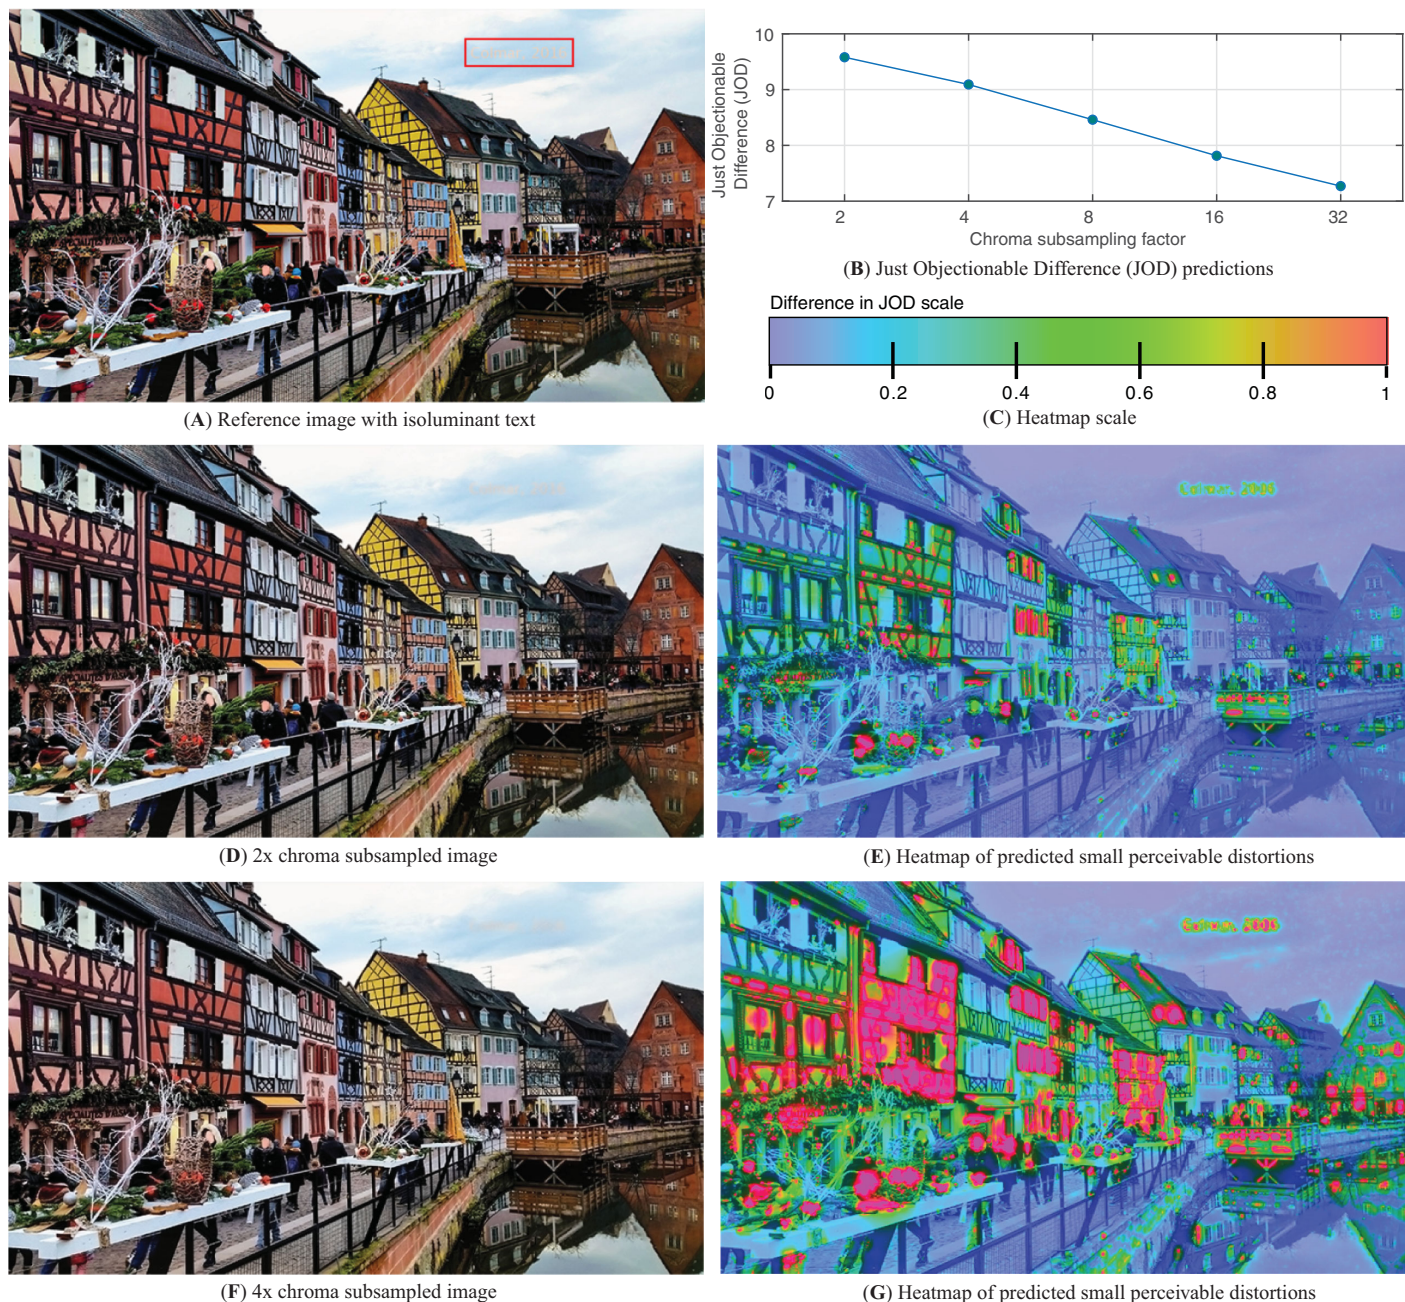 10
9
8
7
Just Objectionable
Difference (JOD)
2 4 8 16 32
Chroma subsampling factor
(B) Just Objectionable Difference (JOD) predictions
Difference in JOD scale
0 0.2 0.4 0.6 0.8 1
(C) Heatmap scale
(A) Reference image with isoluminant text
(D) 2x chroma subsampled image
(E) Heatmap of predicted small perceivable distortions
(F) 4x chroma subsampled image
(G) Heatmap of predicted small perceivable distortions